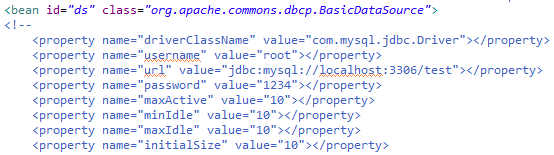 <bean id="ds" class="org.apache.commons.dbcp.BasicDataSource">
<!--
<property name="driverClassName" value="com.mysql.jdbc.Driver"></property>
<property name="username" value="root"></property>
<property name="url" value="jdbc:mysql://localhost:3306/test"></property>
<property name="password" value="1234"></property>
<property name="maxActive" value="10"></property>
<property name="minIdle" value="10"></property>
<property name="maxIdle" value="10"></property>
<property name="initialSize" value="10"></property>